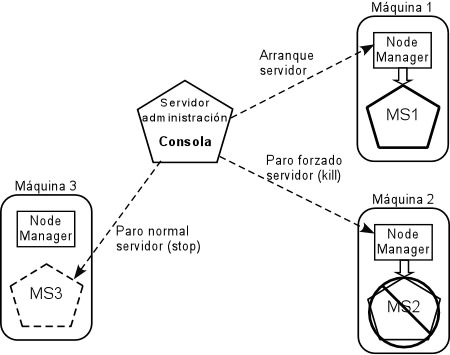 Máquina 1
Node
Manager
MS1
Arranque
servidor
Servidor
administración
Consola
Paro forzado
servidor (kill)
Máquina 2
Node
Manager
MS2
Máquina 3
Node
Manager
MS3
Paro normal
servidor (stop)